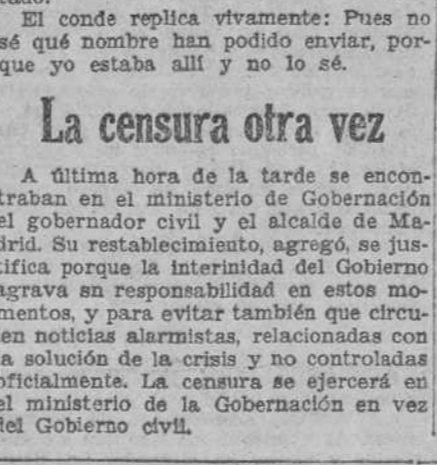 El conde replica vivamente: Pues no
sé qué nombre han podido enviar, por-
que yo estaba allí y no lo sé.
La censura otra vez
A última hora de la tarde se encon-
traban en el ministerio de Gobernación
el gobernador civil y el alcalde de Ma-
drid. Su restablecimiento, agregó, se jus-
tifica porque la interinidad del Gobierno
agrava sn responsabilidad en estos mo-
mentos, y para evitar también que circu-
en noticias alarmistas, relacionadas con
a solución de la crisis y no controladas
oficialmente. La censura se ejercerá en
el ministerio de la Gobernación en vez
del Gobierno civil.